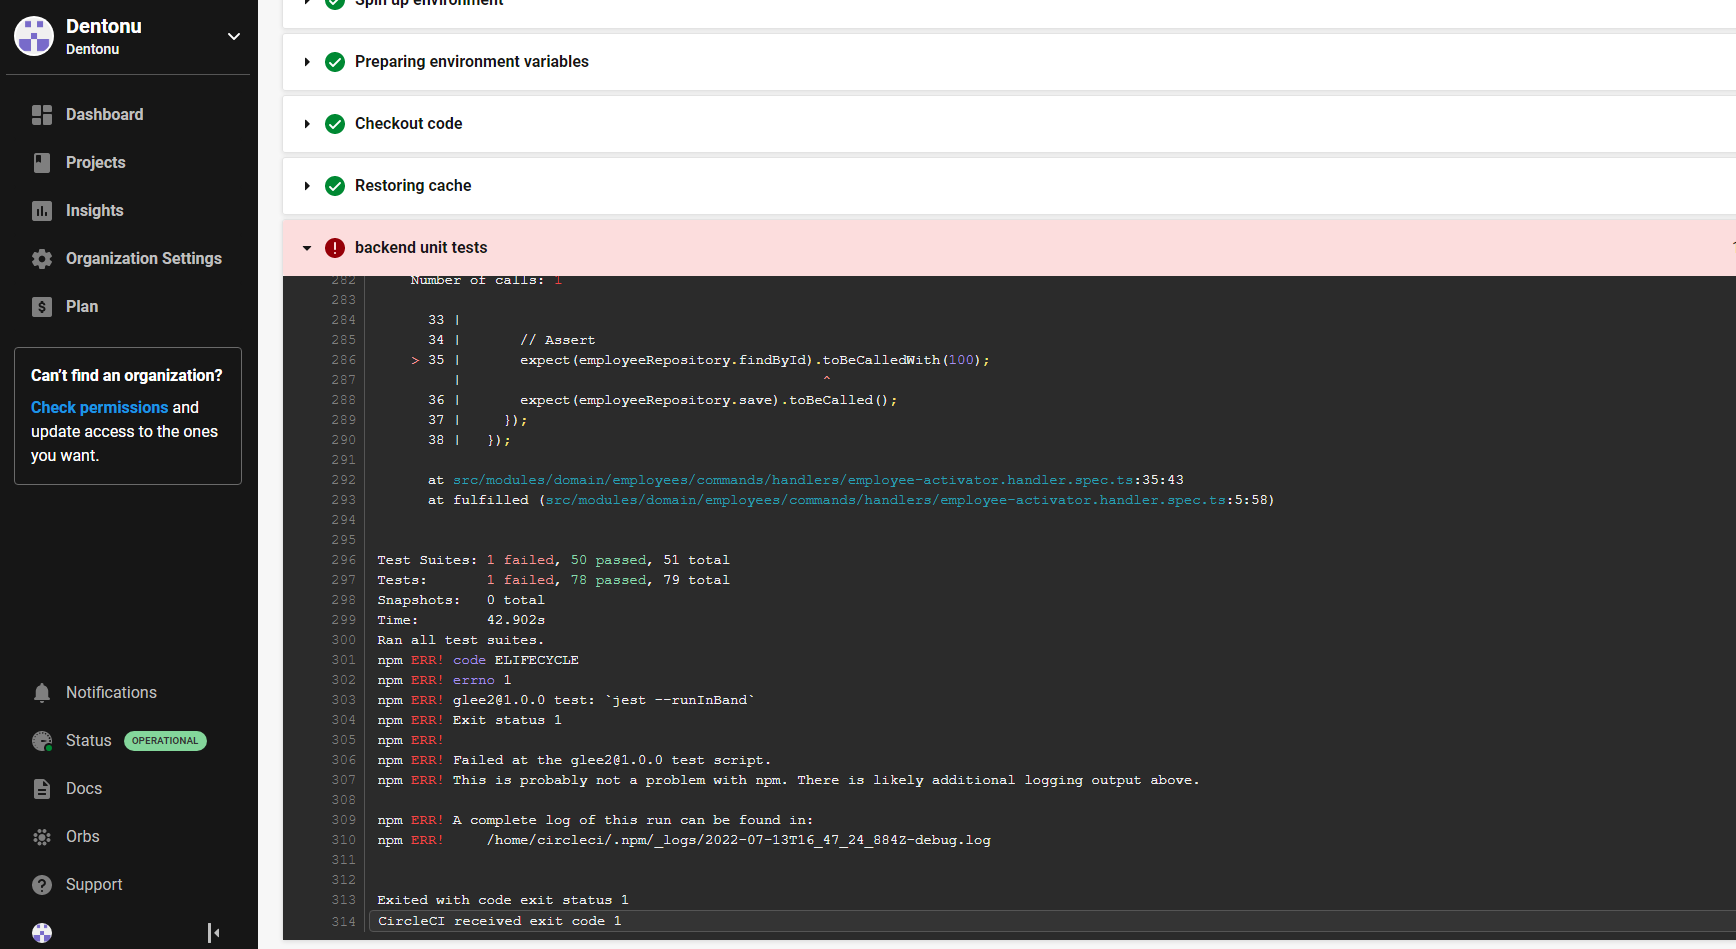 Dentonu
Dentonu
Dashboard
Projects
Insights
Organization Settings
Plan
Can't find an organization?
Check permissions and
update access to the ones
you want.
Notifications
Status OPERATIONAL
Docs
Orbs
Support
Spin up environment
Preparing environment variables
Checkout code
Restoring cache
backend unit tests
282 Number of calls: 1
283
284 33 |
285 34 | // Assert
286 > 35 | expect(employeeRepository.findById).toBeCalledWith(100);
287 | ^
288 36 | expect(employeeRepository.save).toBeCalled();
289 37 | });
290 38 | });
291
292 at src/modules/domain/employees/commands/handlers/employee-activator.handler.spec.ts:35:43
293 at fulfilled (src/modules/domain/employees/commands/handlers/employee-activator.handler.spec.ts:5:58)
294
295
296 Test Suites: 1 failed, 50 passed, 51 total
297 Tests: 1 failed, 78 passed, 79 total
298 Snapshots: 0 total
299 Time: 42.902s
300 Ran all test suites.
301 npm ERR! code ELIFECYCLE
302 npm ERR! errno 1
303 npm ERR! glee2@1.0.0 test: `jest --runInBand`
304 npm ERR! Exit status 1
305 npm ERR!
306 npm ERR! Failed at the glee2@1.0.0 test script.
307 npm ERR! This is probably not a problem with npm. There is likely additional logging output above.
308
309 npm ERR! A complete log of this run can be found in:
310 npm ERR! /home/circleci/.npm/_logs/2022-07-13T16_47_24_884Z-debug.log
311
312
313 Exited with code exit status 1
314 CircleCI received exit code 1